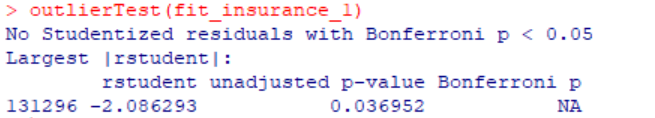 > outlierTest(fit_insurance_1)
No Studentized residuals with Bonferroni p < 0.05
Largest |rstudent|:
rstudent unadjusted p-value Bonferroni p
131296 -2.086293 0.036952 NA